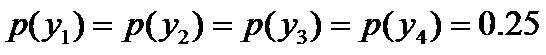 p(y₁) = p(y₂) = p(y₃) = p(y₄) = 0.25